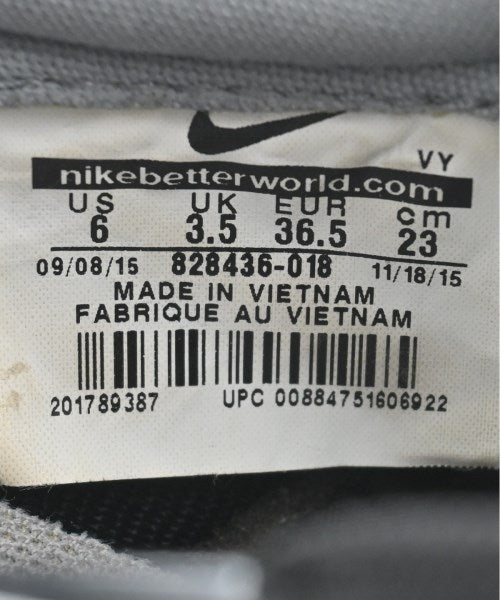 VY
nikebetterworld.com
US UK EUR cm
6 3.5 36.5 23
09/08/15 828436-018 11/18/15
MADE IN VIETNAM
FABRIQUE AU VIETNAM
201789387 UPC 00884751606922